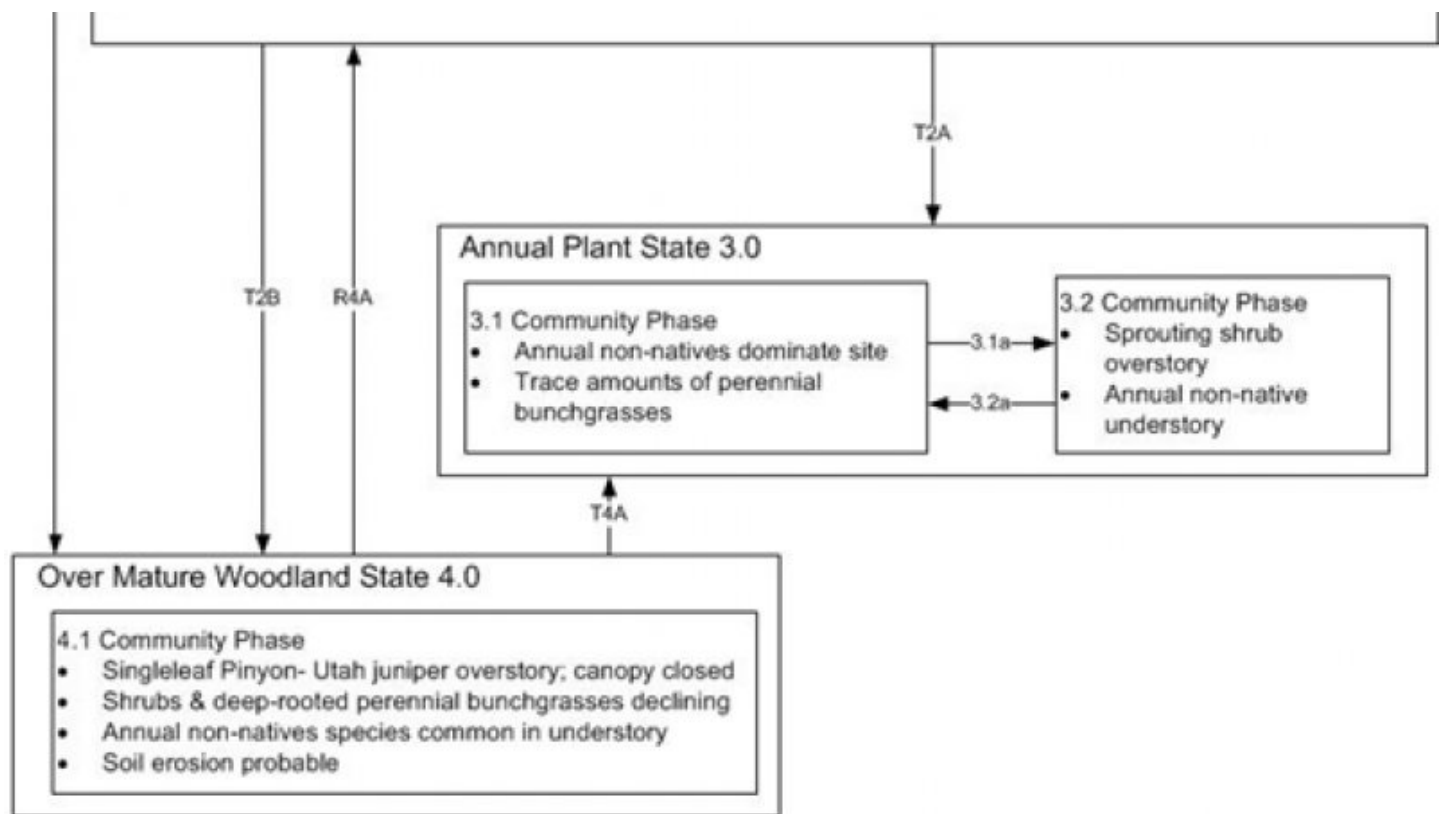 T2A
Annual Plant State 3.0
T2B
R4A
3.1 Community Phase
• Annual non-natives dominate site
• Trace amounts of perennial
bunchgrasses
3.1a
3.2a
3.2 Community Phase
• Sprouting shrub
overstory
• Annual non-native
understory
T4A
Over Mature Woodland State 4.0
4.1 Community Phase
• Singleleaf Pinyon- Utah juniper overstory; canopy closed
• Shrubs & deep-rooted perennial bunchgrasses declining
• Annual non-natives species common in understory
• Soil erosion probable